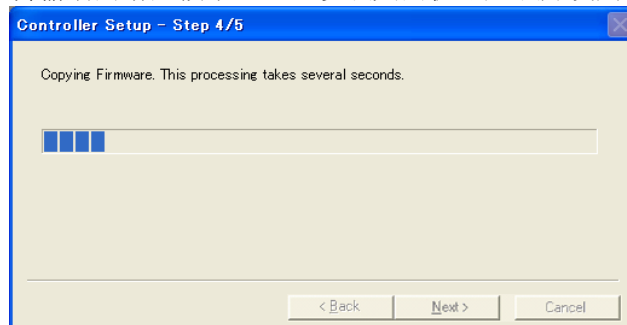 Controller Setup - Step 4/5
Copying Firmware. This processing takes several seconds.
< Back
Next >
Cancel